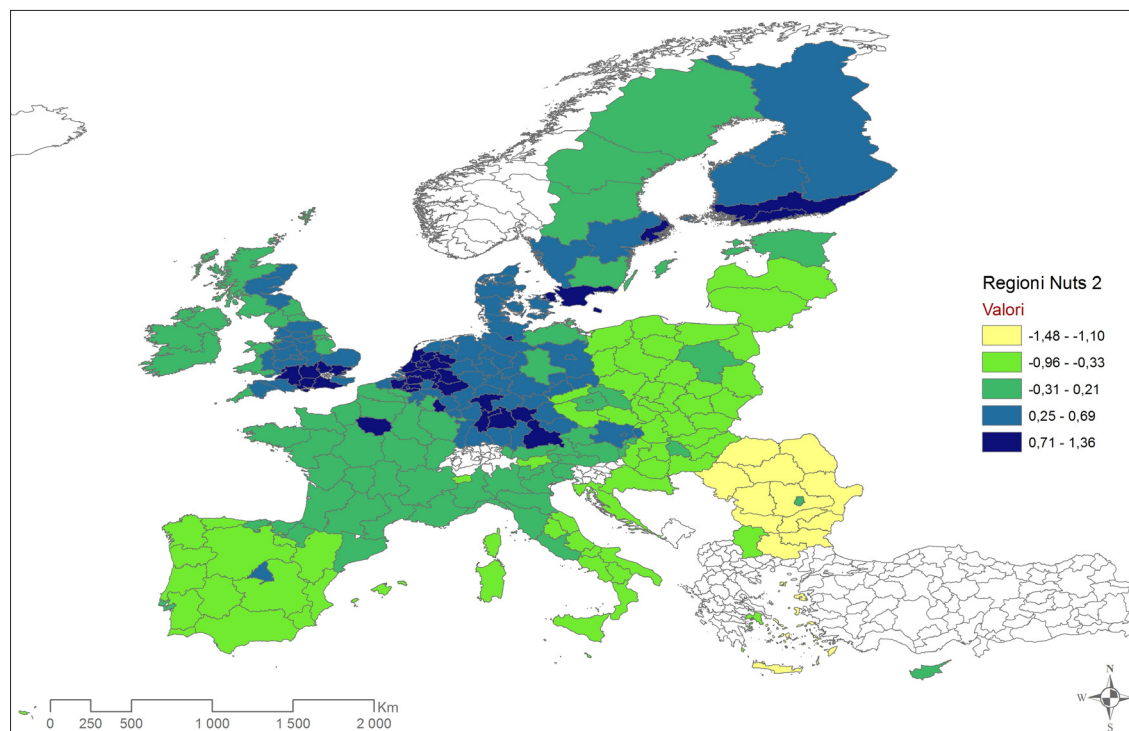 Regioni Nuts 2
Valori
-1,48 - -1,10
-0,96 - -0,33
-0,31 - 0,21
0,25 - 0,69
0,71 - 1,36
Km
0 250 500 1 000 1 500 2 000
N
W
S